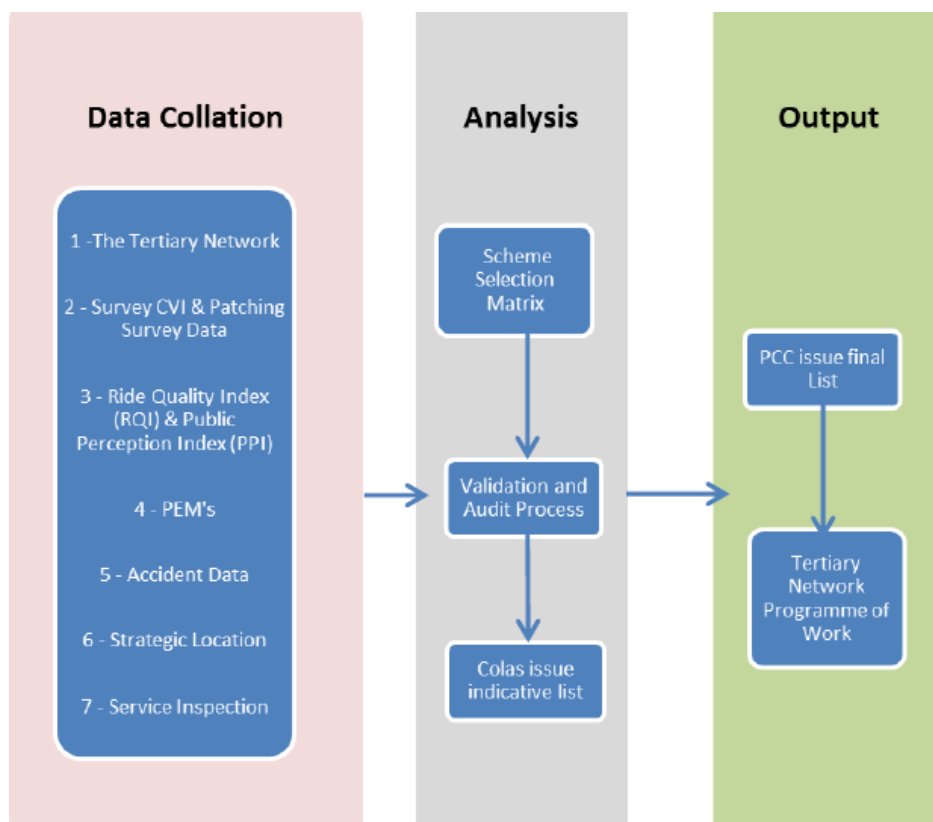 Data Collation
1 -The Tertiary Network
2 - Survey CVI & Patching
Survey Data
3 - Ride Quality Index
(RQI) & Public
Perception Index (PPI)
4 - PEM's
5 - Accident Data
6 - Strategic Location
7 - Service Inspection
Analysis
Scheme
Selection
Matrix
Validation and
Audit Process
Colas issue
indicative list
Output
PCC issue final
List
Tertiary
Network
Programme of
Work